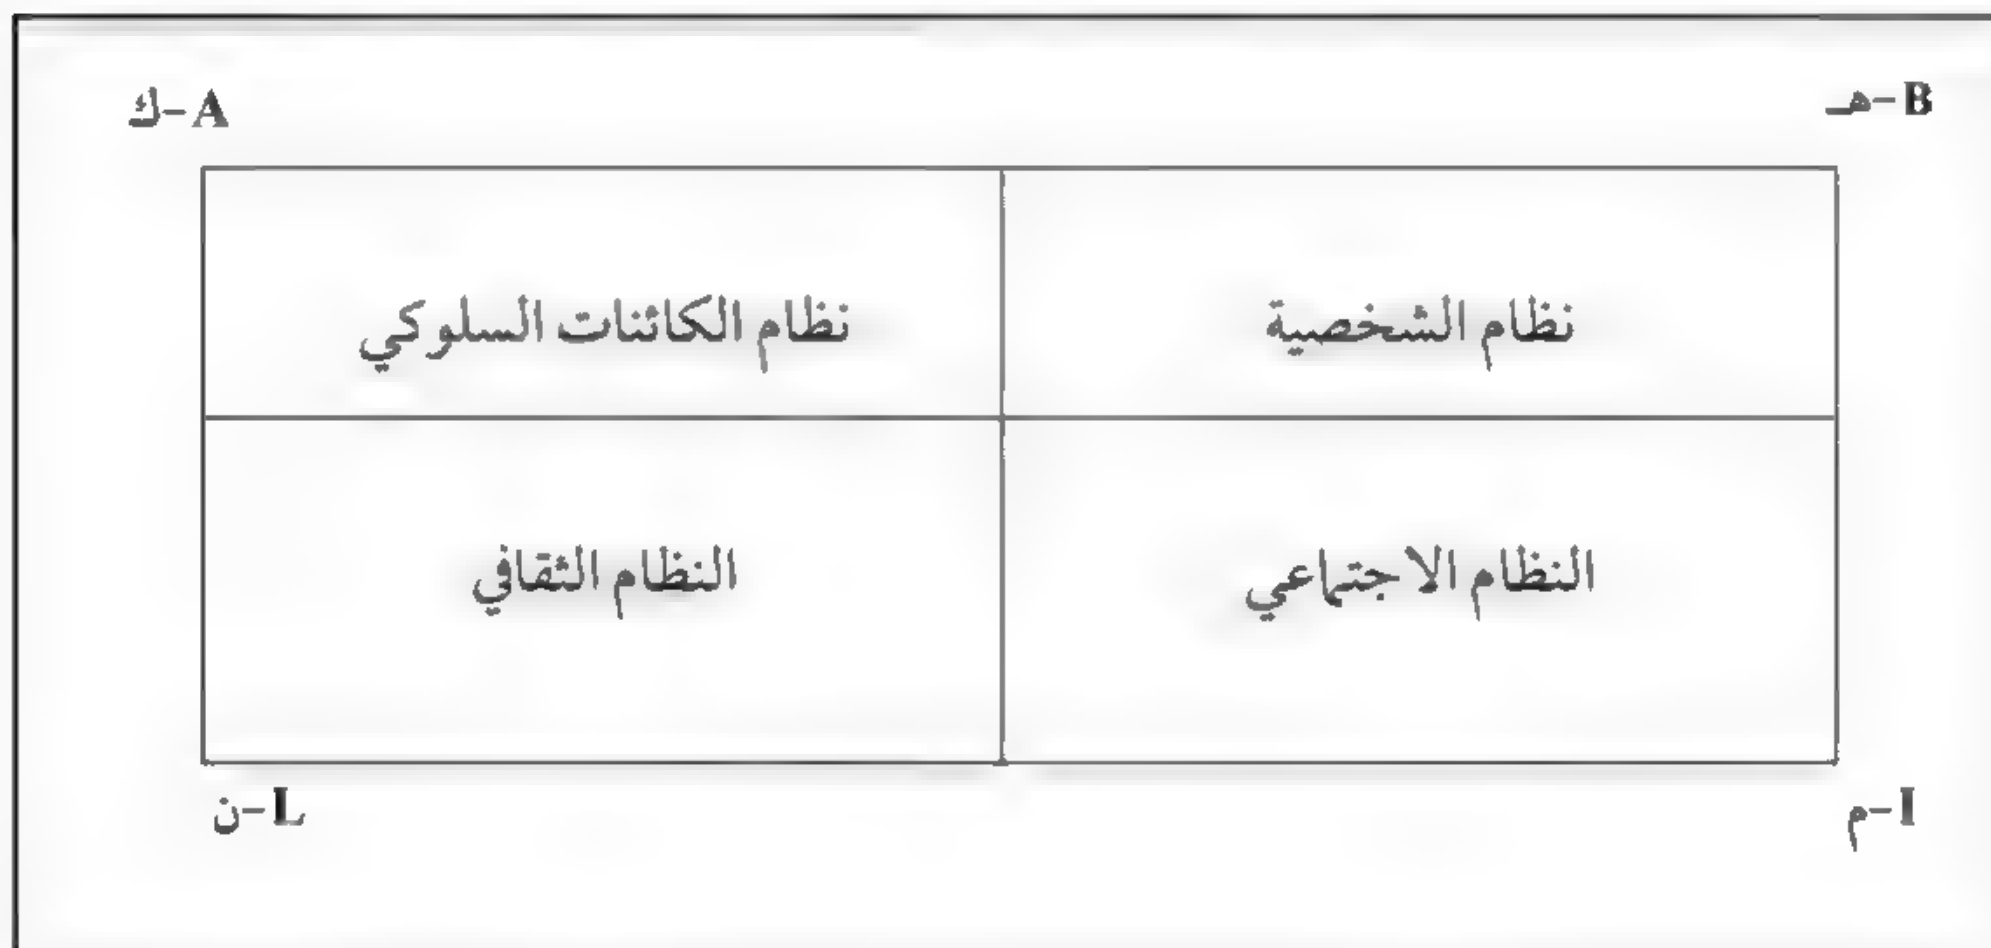 B-هـ
A-ك
نظام الشخصية
نظام الكائنات السلوكي
النظام الاجتماعي
النظام الثقافي
I-م
L-ن